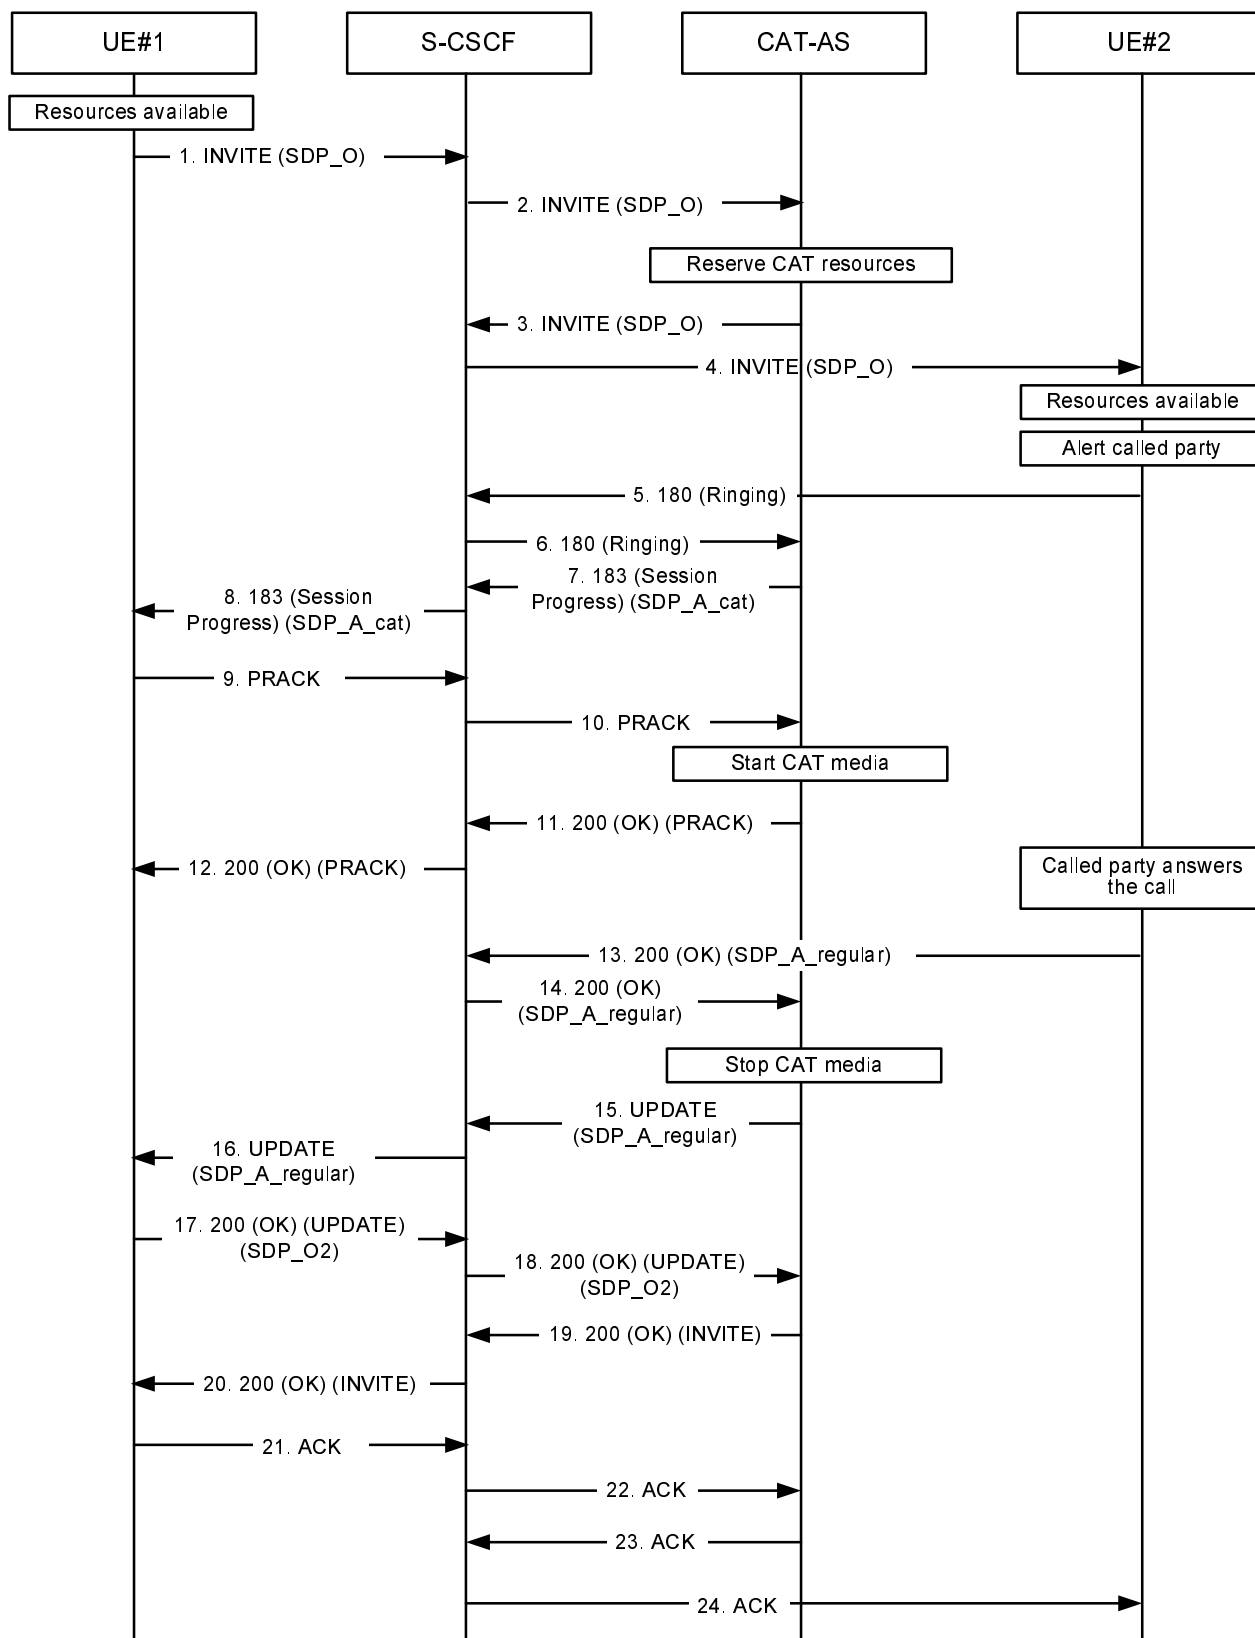 UE#1
S-CSCF
CAT-AS
UE#2
Resources available
1. INVITE (SDP_O)
2. INVITE (SDP_O)
Reserve CAT resources
3. INVITE (SDP_O)
4. INVITE (SDP_O)
Resources available
Alert called party
5. 180 (Ringing)
6. 180 (Ringing)
7. 183 (Session
Progress) (SDP_A_cat)
8. 183 (Session
Progress) (SDP_A_cat)
9. PRACK
10. PRACK
Start CAT media
11. 200 (OK) (PRACK)
12. 200 (OK) (PRACK)
Called party answers
the call
13. 200 (OK) (SDP_A_regular)
14. 200 (OK)
(SDP_A_regular)
Stop CAT media
15. UPDATE
(SDP_A_regular)
16. UPDATE
(SDP_A_regular)
17. 200 (OK) (UPDATE)
(SDP_O2)
18. 200 (OK) (UPDATE)
(SDP_O2)
19. 200 (OK) (INVITE)
20. 200 (OK) (INVITE)
21. ACK
22. ACK
23. ACK
24. ACK